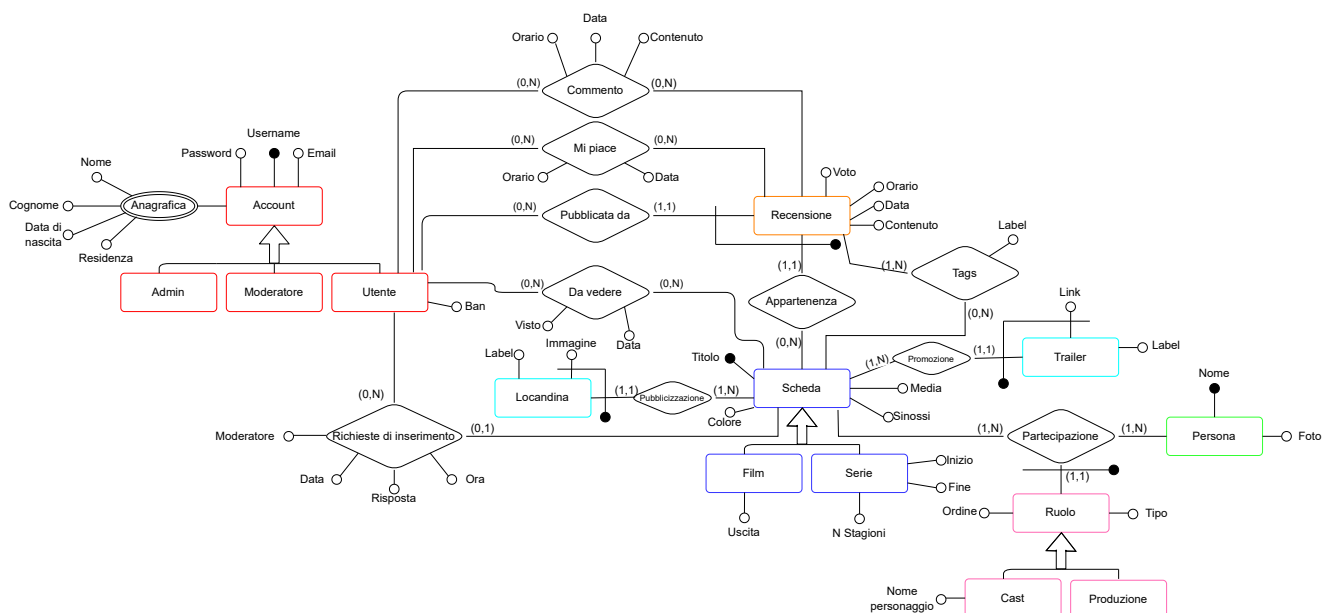 Data
Orario
Contenuto
(0,N)
Commento
(0,N)
Username
Password
Email
(0,N)
Mi piace
(0,N)
Nome
Orario
Data
Voto
Cognome
Anagrafica
Account
Orario
Data di
nascita
(0,N)
Pubblicata da
(1,1)
Recensione
Data
Contenuto
Label
Residenza
(1,1)
(1,N)
Tags
Admin
Moderatore
Utente
Ban
(0,N)
Da vedere
(0,N)
Appartenenza
Link
Visto
Data
(0,N)
(0,N)
Label
Immagine
Titolo
(1,N)
Promozione
(1,1)
Trailer
Label
Nome
(1,1)
Locandina
Pubblicizzazione
(1,N)
Scheda
Media
Colore
Sinossi
(0,N)
Moderatore
Richieste di inserimento
(0,1)
(1,N)
Partecipazione
(1,N)
Persona
Foto
Data
Risposta
Ora
Film
Serie
Inizio
Fine
(1,1)
Uscita
N Stagioni
Ordine
Ruolo
Tipo
Nome
personaggio
Cast
Produzione